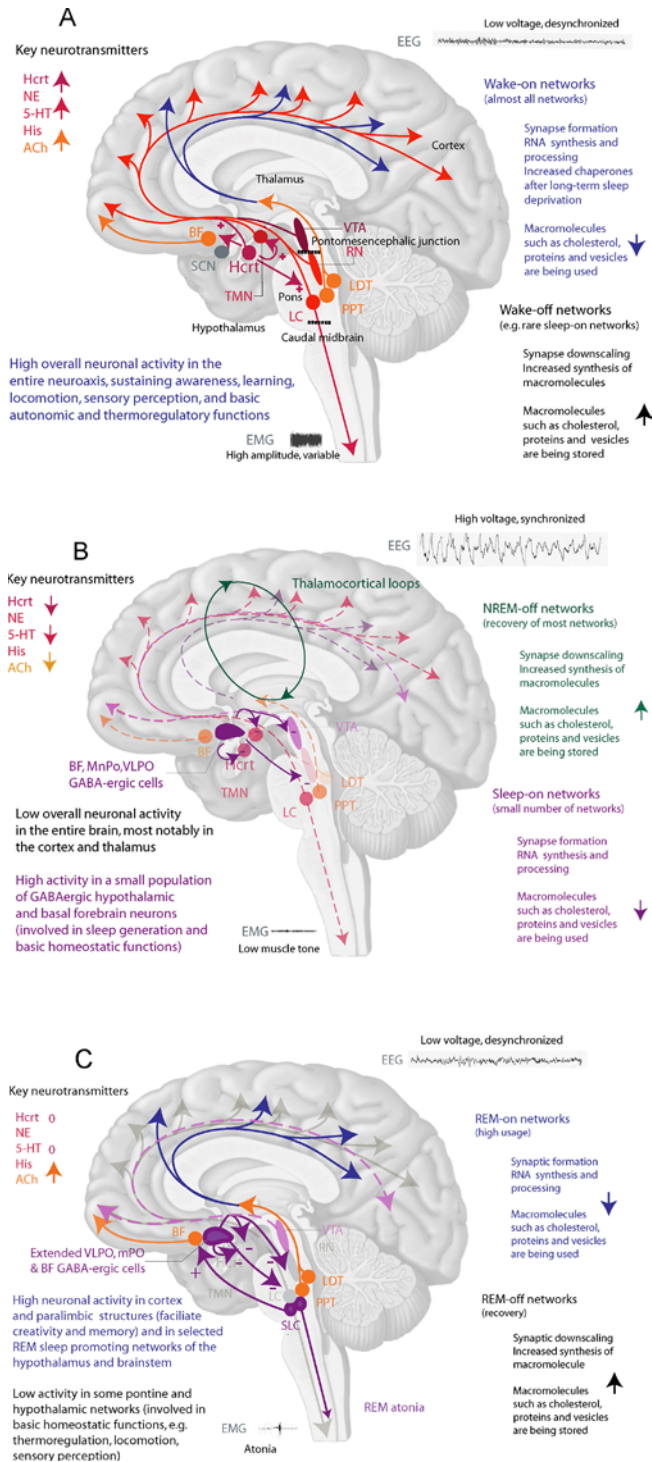 A
Low voltage, desynchronized
EEG
Key neurotransmitters
Hcrt
NE
5-HT
His
ACh
Wake-on networks
(almost all networks)
Synapse formation
RNA synthesis and
processing
Increased chaperones
after long-term sleep
deprivation
Macromolecules
such as cholesterol,
proteins and vesicles
are being used
Cortex
Thalamus
BF
SCN
+
Hcrt
+
+
VTA
Pontomesencephalic junction
RN
TMN
Pons
LDT
PPT
LC
Hypothalamus
Caudal midbrain
Wake-off networks
(e.g. rare sleep-on networks)
Synapse downscaling
Increased synthesis of
macromolecules
Macromolecules
such as cholesterol,
proteins and vesicles
are being stored
High overall neuronal activity in the
entire neuroaxis, sustaining awareness, learning,
locomotion, sensory perception, and basic
autonomic and thermoregulatory functions
EMG
High amplitude, variable
B
High voltage, synchronized
EEG
Key neurotransmitters
Hcrt
NE
5-HT
His
ACh
Thalamocortical loops
NREM-off networks
(recovery of most networks)
Synapse downscaling
Increased synthesis of
macromolecules
Macromolecules
such as cholesterol,
proteins and vesicles
are being stored
BF
-
-
-
VTA
Hcrt
BF, MnPo, VLPO
GABA-ergic cells
TMN
LDT
PPT
LC
Sleep-on networks
(small number of networks)
Synapse formation
RNA synthesis and
processing
Macromolecules
such as cholesterol,
proteins and vesicles
are being used
Low overall neuronal activity
in the entire brain, most notably in
the cortex and thalamus
High activity in a small population
of GABAergic hypothalamic
and basal forebrain neurons
(involved in sleep generation and
basic homeostatic functions)
EMG
Low muscle tone
C
Low voltage, desynchronized
EEG
Key neurotransmitters
Hcrt 0
NE
5-HT 0
His
ACh
REM-on networks
(high usage)
Synaptic formation
RNA synthesis and
processing
Macromolecules
such as cholesterol,
proteins and vesicles
are being used
BF
VTA
RN
Extended VLPO, mPO
& BF GABA-ergic cells
+
-
-
-
TMN
LC
LDT
PPT
SLC
High neuronal activity in cortex
and paralimbic structures (faciliate
creativity and memory) and in selected
REM sleep promoting networks of the
hypothalamus and brainstem
REM-off networks
(recovery)
Synaptic downscaling
Increased synthesis of
macromolecule
Macromolecules
such as cholesterol,
proteins and vesicles
are being stored
Low activity in some pontine and
hypothalamic networks (involved in
basic homeostatic functions, e.g.
thermoregulation, locomotion,
sensory perception)
REM atonia
EMG
Atonia